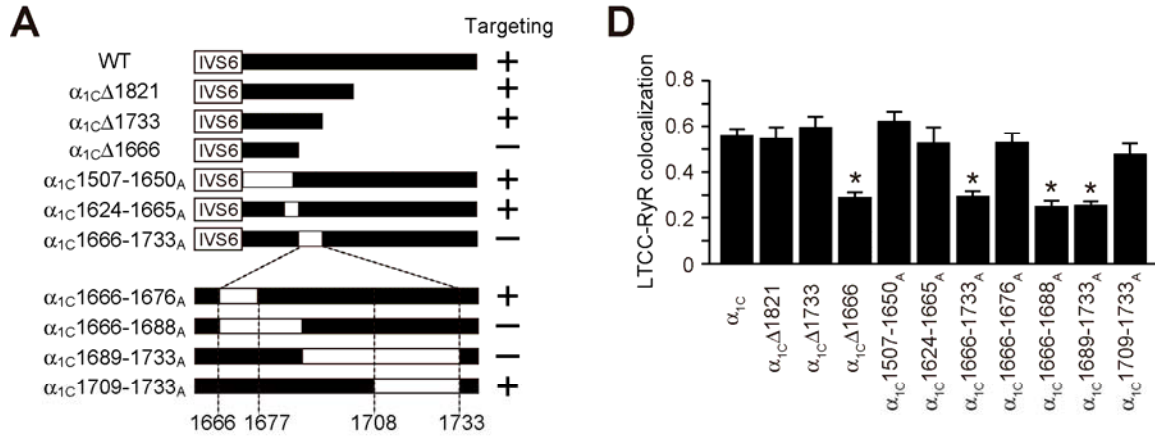 A
Targeting
WT IVS6 +
α1CΔ1821 IVS6 +
α1CΔ1733 IVS6 +
α1CΔ1666 IVS6 –
α1C1507-1650A IVS6 +
α1C1624-1665A IVS6 +
α1C1666-1733A IVS6 –
α1C1666-1676A +
α1C1666-1688A –
α1C1689-1733A –
α1C1709-1733A +
1666 1677 1708 1733
D
LTCC-RyR colocalization
0.8
0.6
0.4
0.2
0
* * * *
α1C
α1CΔ1821
α1CΔ1733
α1CΔ1666
α1C1507-1650A
α1C1624-1665A
α1C1666-1733A
α1C1666-1676A
α1C1666-1688A
α1C1689-1733A
α1C1709-1733A